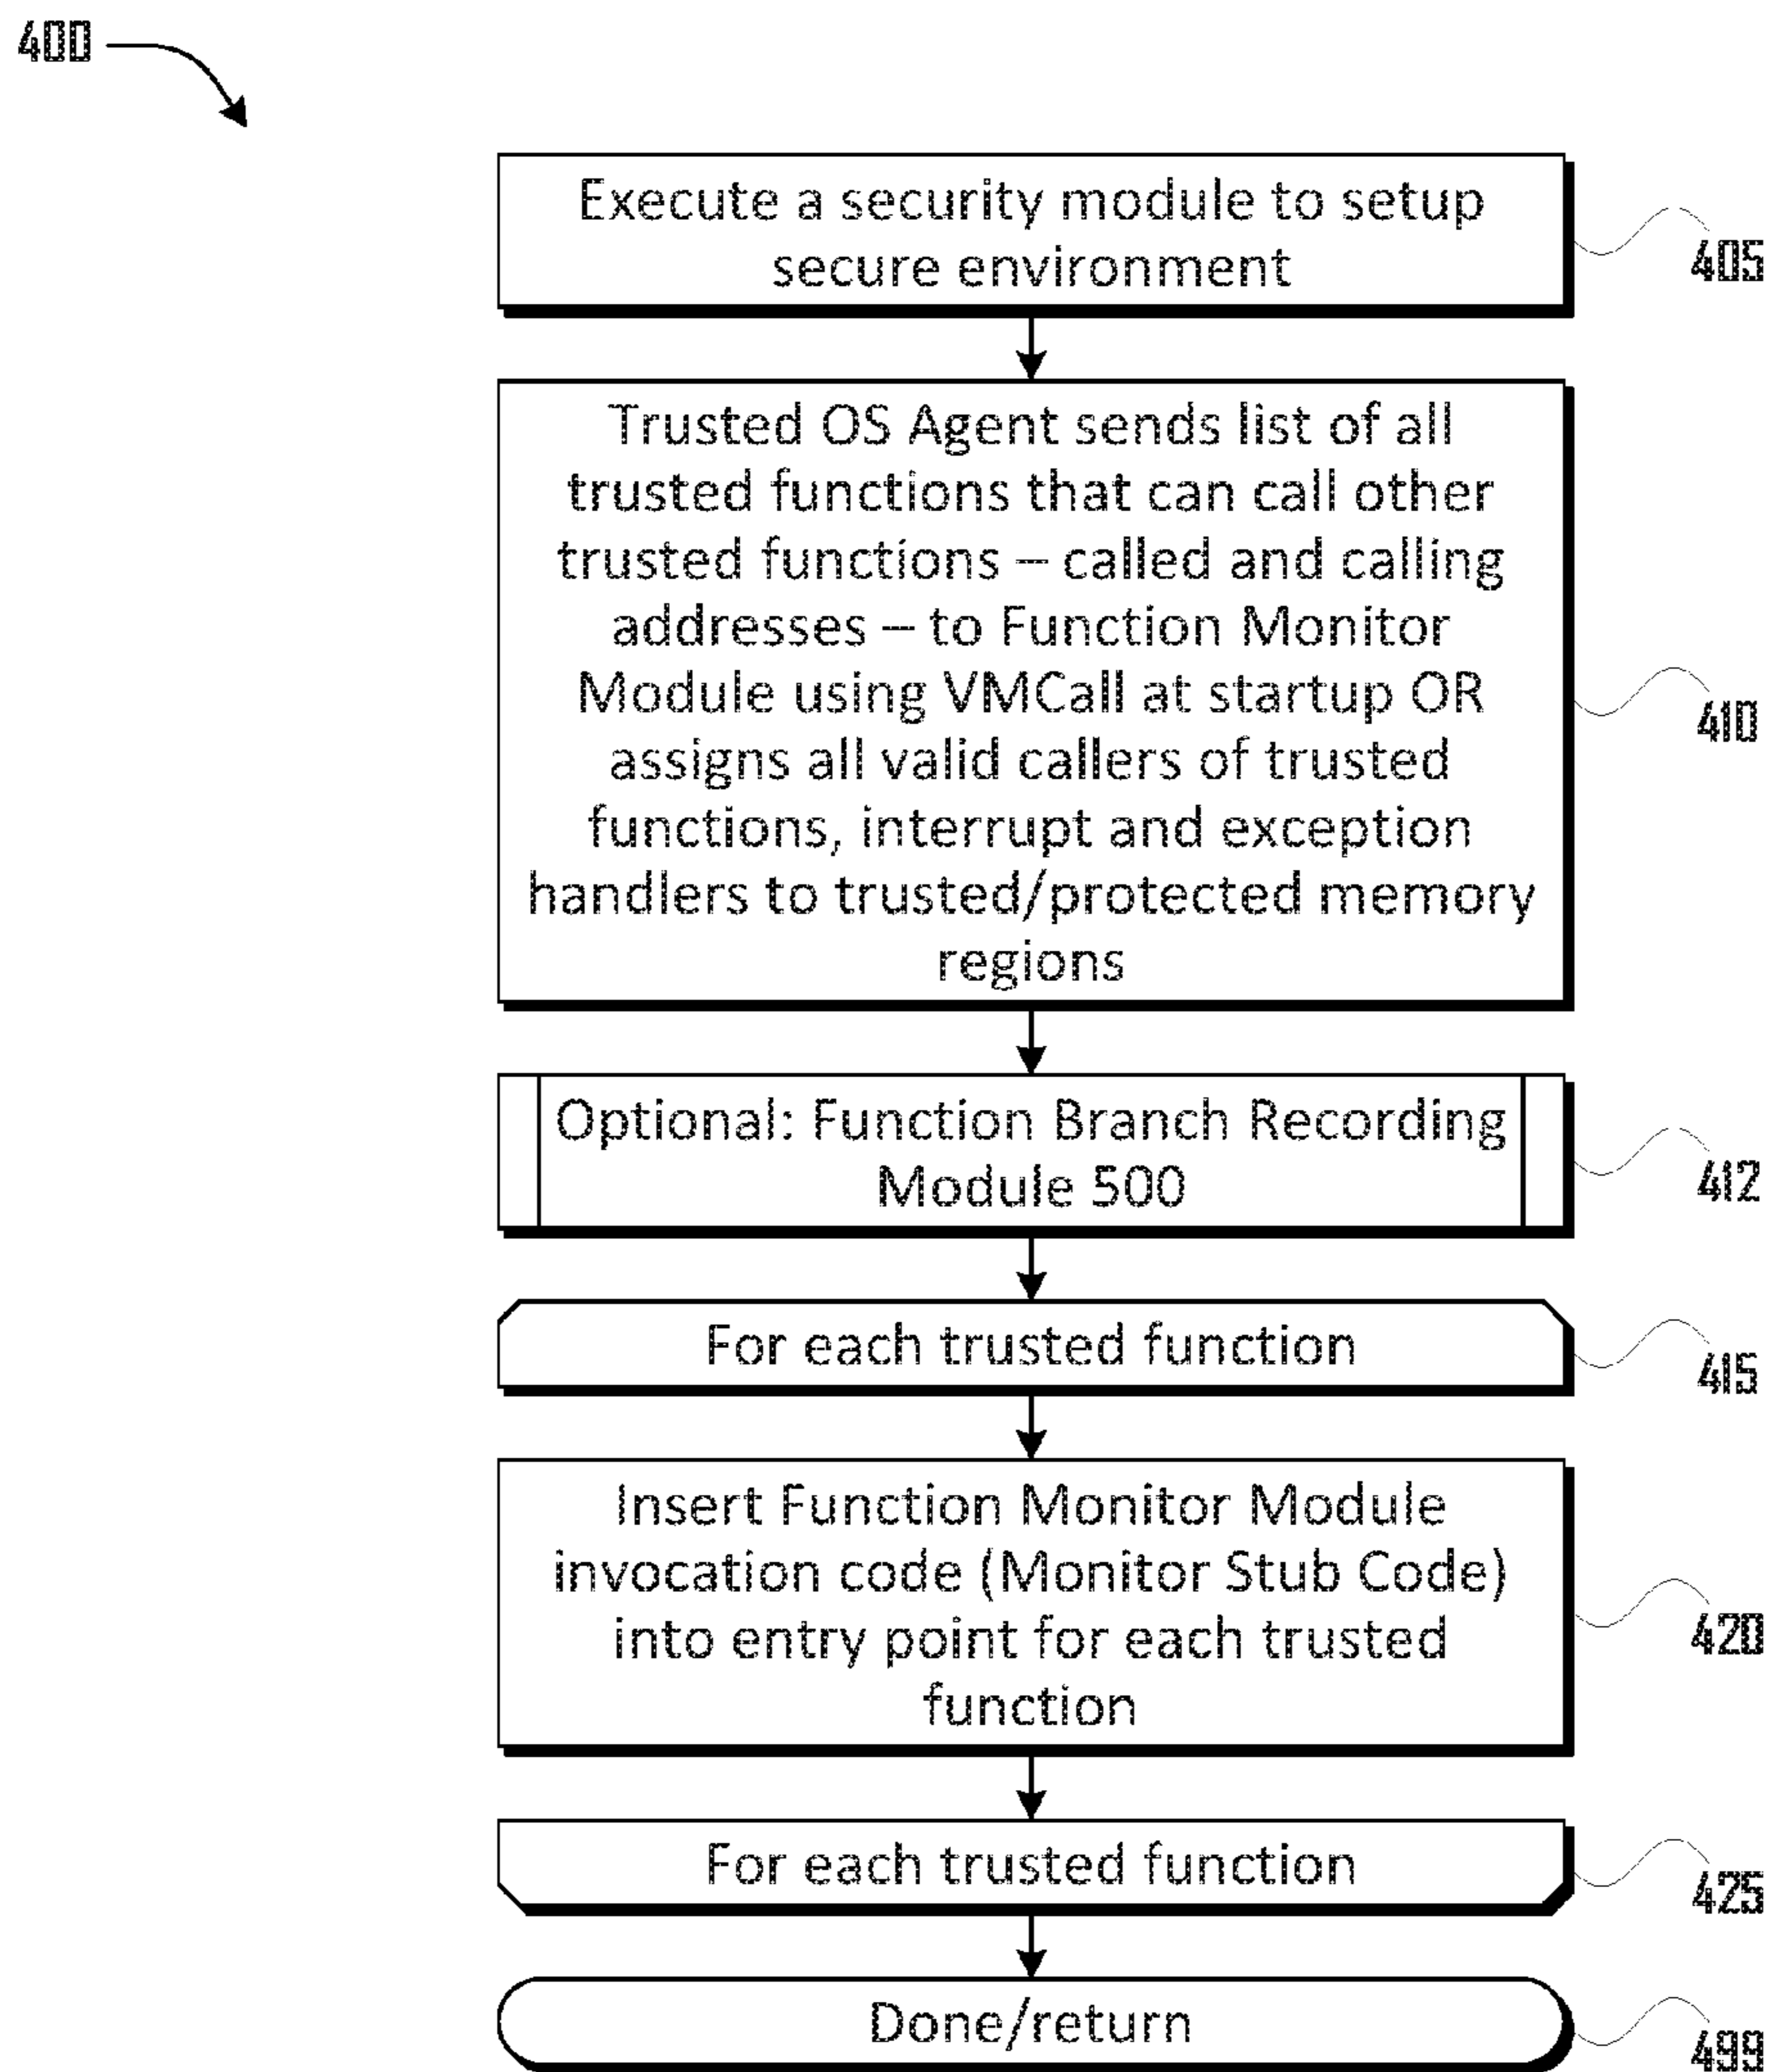 400
Execute a security module to setup
secure environment
405
Trusted OS Agent sends list of all
trusted functions that can call other
trusted functions – called and calling
addresses – to Function Monitor
Module using VMCall at startup OR
assigns all valid callers of trusted
functions, interrupt and exception
handlers to trusted/protected memory
regions
410
Optional: Function Branch Recording
Module 500
412
For each trusted function
415
Insert Function Monitor Module
invocation code (Monitor Stub Code)
into entry point for each trusted
function
420
For each trusted function
425
Done/return
499